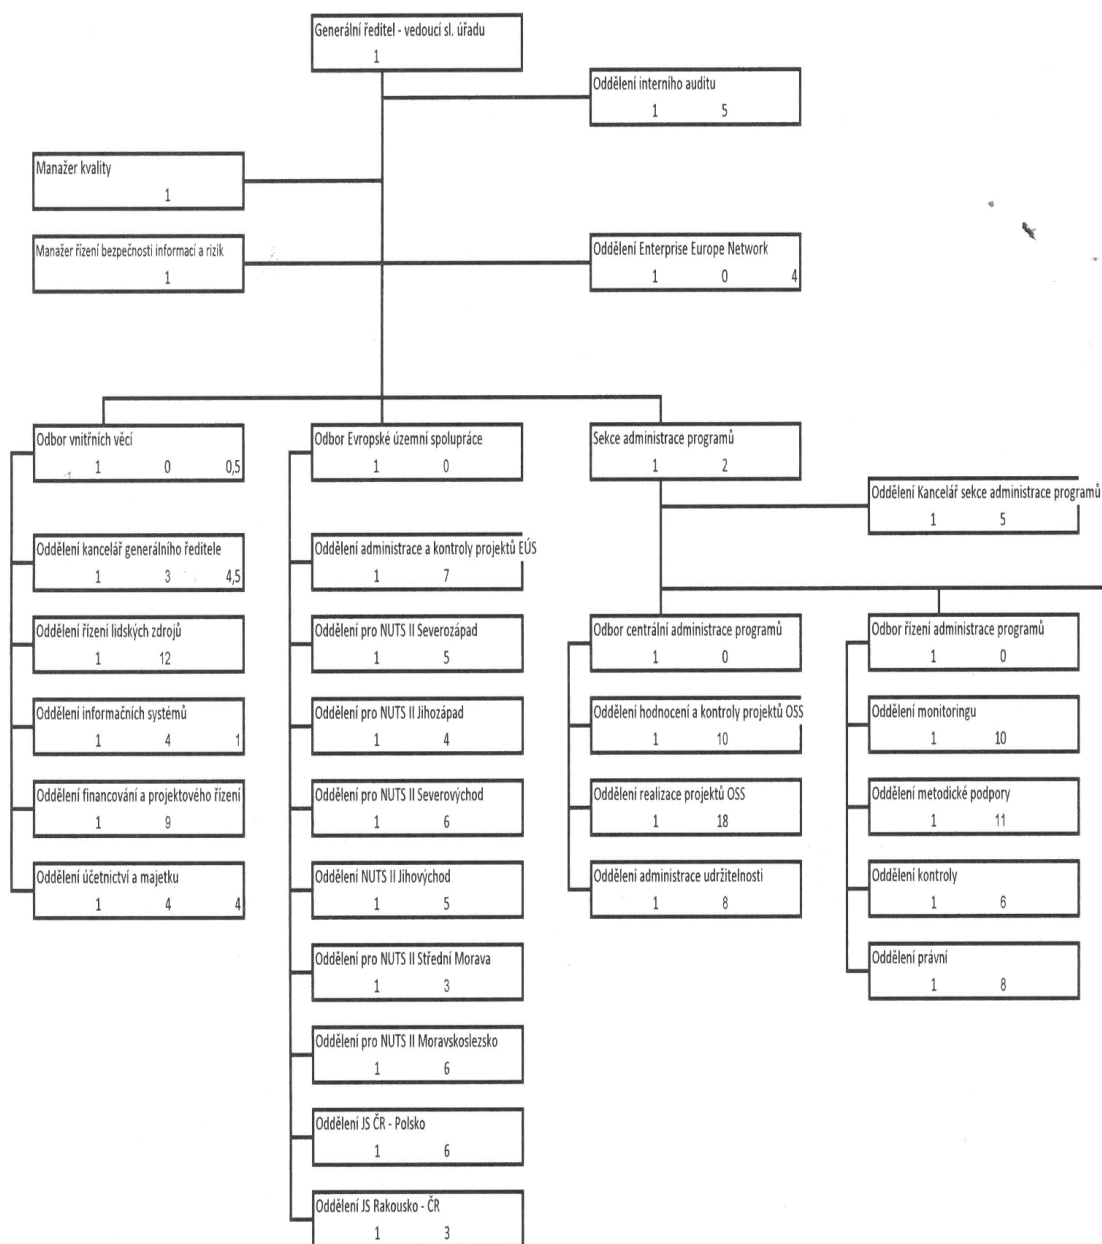 Generální ředitel - vedoucí sl. úřadu
1
Oddělení interního auditu
1 5
Manažer kvality
1
Manažer řízení bezpečnosti informací a rizik
1
Oddělení Enterprise Europe Network
1 0 4
Odbor vnitřních věcí
1 0 0,5
Oddělení kancelář generálního ředitele
1 3 4,5
Oddělení řízení lidských zdrojů
1 12
Oddělení informačních systémů
1 4 1
Oddělení financování a projektového řízení
1 9
Oddělení účetnictví a majetku
1 4 4
Odbor Evropské územní spolupráce
1 0
Oddělení administrace a kontroly projektů EÚS
1 7
Oddělení pro NUTS II Severozápad
1 5
Oddělení pro NUTS II Jihozápad
1 4
Oddělení pro NUTS II Severovýchod
1 6
Oddělení NUTS II Jihovýchod
1 5
Oddělení pro NUTS II Střední Morava
1 3
Oddělení pro NUTS II Moravskoslezsko
1 6
Oddělení JS ČR - Polsko
1 6
Oddělení JS Rakousko - ČR
1 3
Sekce administrace programů
1 2
Oddělení Kancelář sekce administrace programů
1 5
Odbor centrální administrace programů
1 0
Oddělení hodnocení a kontroly projektů OSS
1 10
Oddělení realizace projektů OSS
1 18
Oddělení administrace udržitelnosti
1 8
Odbor řízení administrace programů
1 0
Oddělení monitoringu
1 10
Oddělení metodické podpory
1 11
Oddělení kontroly
1 6
Oddělení právní
1 8